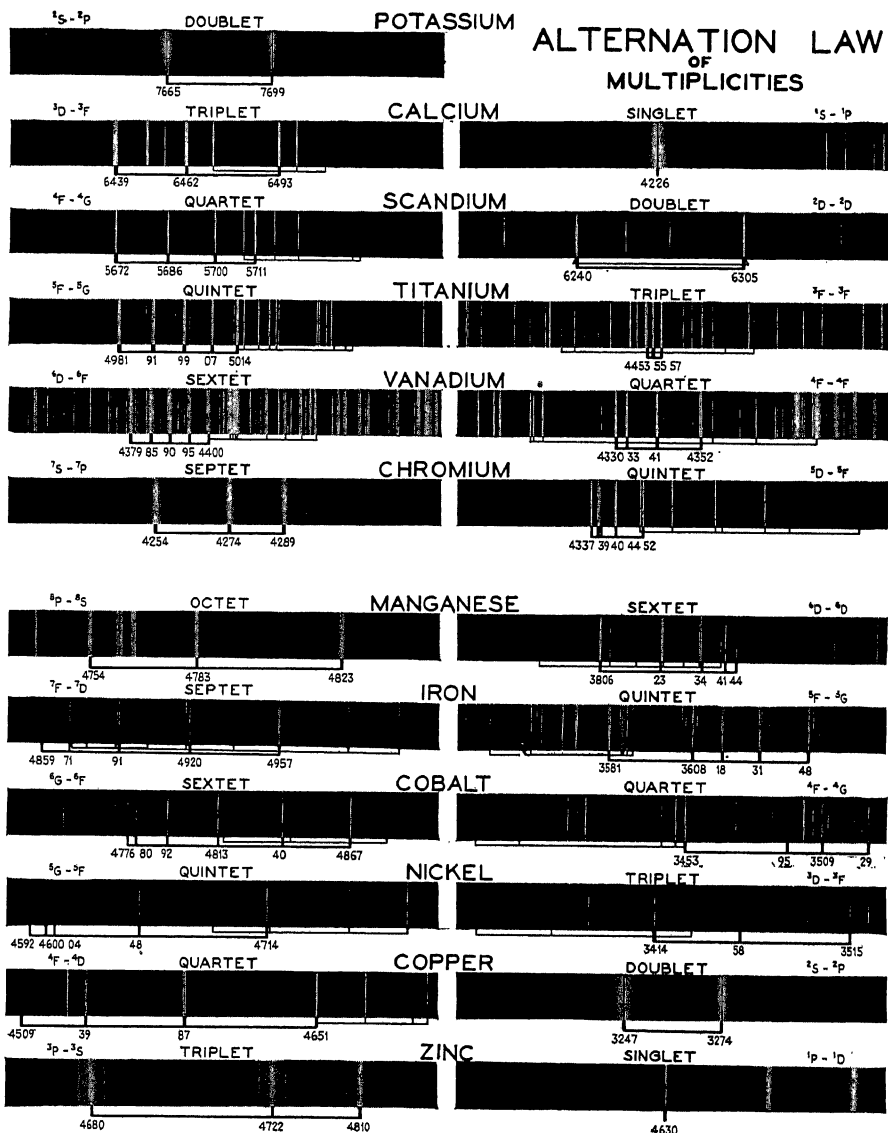 ²S - ²P DOUBLET POTASSIUM
7665 7699
ALTERNATION LAW
OF
MULTIPLICITIES
³D - ³F TRIPLET CALCIUM SINGLET ¹S - ¹P
6439 6462 6493 4226
⁴F - ⁴G QUARTET SCANDIUM DOUBLET ²D - ²D
5672 5686 5700 5711 6240 6305
⁵F - ⁵G QUINTET TITANIUM TRIPLET ³F - ³F
4981 91 99 07 5014 4453 55 57
⁶D - ⁶F SEXTET VANADIUM QUARTET ⁴F - ⁴F
4379 85 90 95 4400 4330 33 41 4352
⁷S - ⁷P SEPTET CHROMIUM QUINTET ⁵D - ⁵F
4254 4274 4289 4337 39 40 44 52
⁸P - ⁸S OCTET MANGANESE SEXTET ⁶D - ⁶D
4754 4783 4823 3806 23 34 41 44
⁷F - ⁷D SEPTET IRON QUINTET ⁵F - ⁵G
4859 71 91 4920 4957 3581 3608 18 31 48
⁶G - ⁶F SEXTET COBALT QUARTET ⁴F - ⁴G
4776 80 92 4813 40 4867 3453 25 3509 29
⁵G - ⁵F QUINTET NICKEL TRIPLET ³D - ³F
4592 4600 04 48 4714 3414 58 3515
⁴F - ⁴D QUARTET COPPER DOUBLET ²S - ²P
4509 39 87 4651 3247 3274
³P - ³S TRIPLET ZINC SINGLET ¹P - ¹D
4680 4722 4810 4630